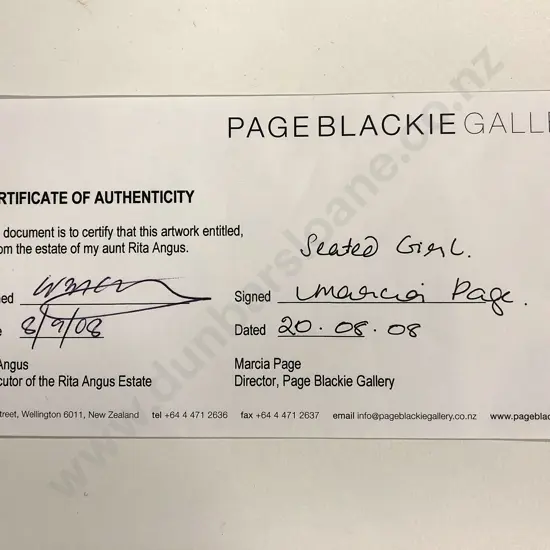 PAGE BLACKIE GALLE
RTIFICATE OF AUTHENTICITY
document is to certify that this artwork entitled,
om the estate of my aunt Rita Angus.
Seated Girl.
ned
Signed Marcia Page.
e 8/9/08
Dated 20.08.08
Angus
cutor of the Rita Angus Estate
Marcia Page
Director, Page Blackie Gallery
treet, Wellington 6011, New Zealand tel +64 4 471 2636 fax +64 4 471 2637 email info@pageblackiegallery.co.nz www.pageblac
www.dunbarsloane.co.nz